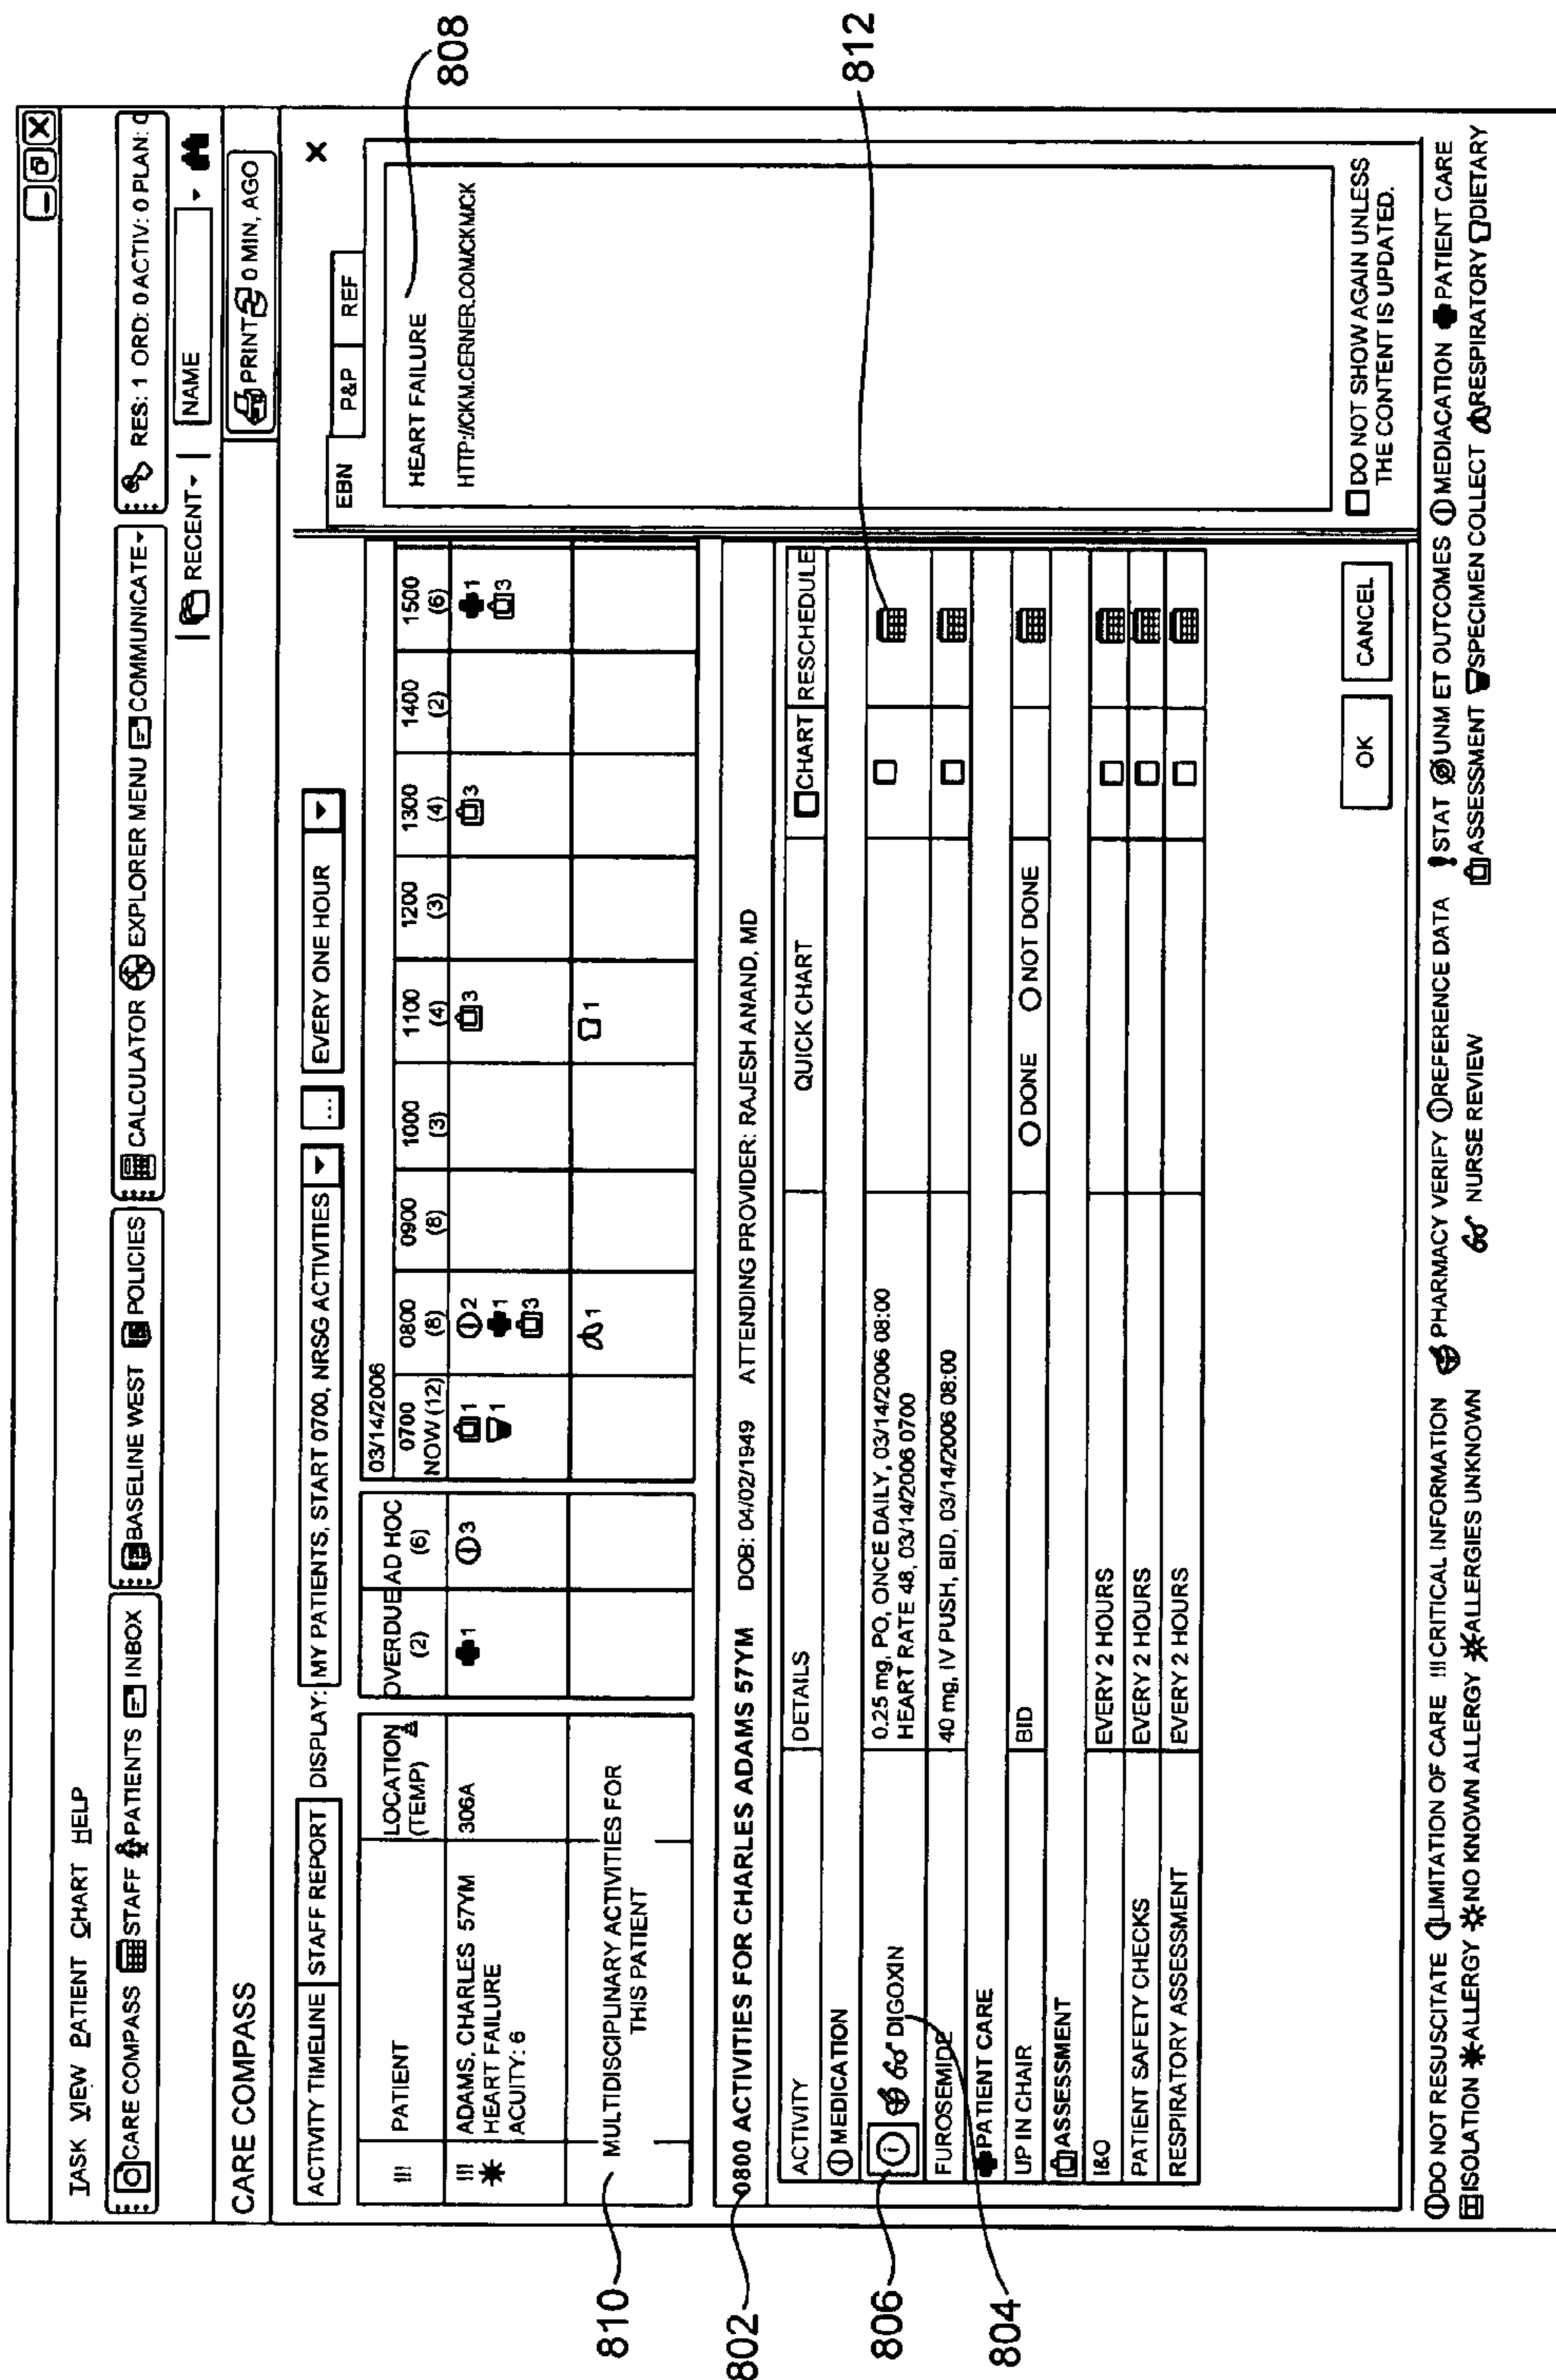 TASK VIEW PATIENT CHART HELP
CARE COMPASS STAFF PATIENTS INBOX BASELINE WEST POLICIES CALCULATOR EXPLORER MENU COMMUNICATE RES: 1 ORD: 0 ACTIV: 0 PLAN: 0
RECENT NAME
CARE COMPASS PRINT 0 MIN, AGO
ACTIVITY TIMELINE STAFF REPORT DISPLAY: MY PATIENTS, START 0700, NRSG ACTIVITIES ... EVERY ONE HOUR
03/14/2006
!!! PATIENT LOCATION (TEMP) OVERDUE (2) AD HOC (6) 0700 NOW (12) 0800 (8) 0900 (8) 1000 (3) 1100 (4) 1200 (3) 1300 (4) 1400 (2) 1500 (6)
!!! ADAMS, CHARLES 57YM 306A 1 3 1 2 3 3 1
HEART FAILURE 1 1 3
ACUITY: 6 3
MULTIDISCIPLINARY ACTIVITIES FOR 1 1
THIS PATIENT
0800 ACTIVITIES FOR CHARLES ADAMS 57YM DOB: 04/02/1949 ATTENDING PROVIDER: RAJESH ANAND, MD
ACTIVITY DETAILS QUICK CHART CHART RESCHEDULE
MEDICATION
DIGOXIN 0.25 mg, PO, ONCE DAILY, 03/14/2006 08:00
HEART RATE 48, 03/14/2006 0700
FUROSEMIDE 40 mg, IV PUSH, BID, 03/14/2006 08:00
PATIENT CARE
UP IN CHAIR BID DONE NOT DONE
ASSESSMENT
I&O EVERY 2 HOURS
PATIENT SAFETY CHECKS EVERY 2 HOURS
RESPIRATORY ASSESSMENT EVERY 2 HOURS
OK CANCEL
EBN P&P REF
HEART FAILURE
HTTP://CKM.CERNER.COM/CKM/CK
DO NOT SHOW AGAIN UNLESS
THE CONTENT IS UPDATED.
DO NOT RESUSCITATE LIMITATION OF CARE !!! CRITICAL INFORMATION PHARMACY VERIFY REFERENCE DATA STAT UNM ET OUTCOMES MEDIACATION PATIENT CARE
ISOLATION ALLERGY NO KNOWN ALLERGY ALLERGIES UNKNOWN NURSE REVIEW ASSESSMENT SPECIMEN COLLECT RESPIRATORY DIETARY
810
802
806
804
808
812